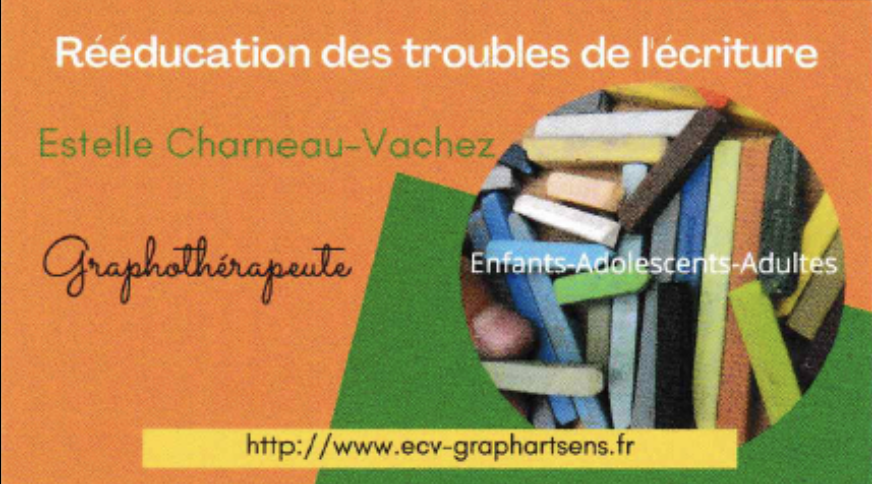 Rééducation des troubles de l'écriture
Estelle Charneau-Vachez
Graphothérapeute
Enfants-Adolescents-Adultes
http://www.ecv-graphartsens.fr